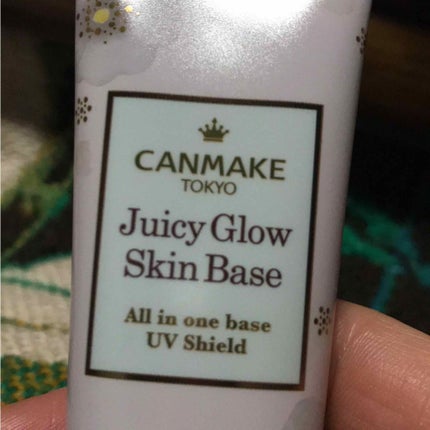 CANMAKE
TOKYO
Juicy Glow
Skin Base
All in one base
UV Shield